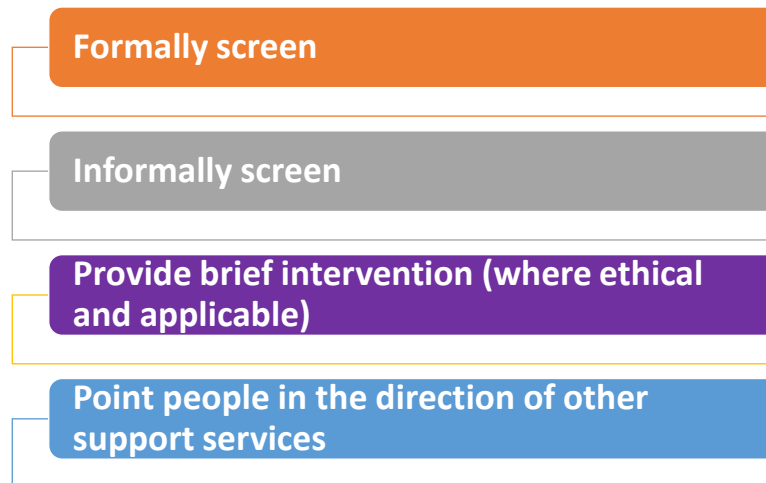 Formally screen
Informally screen
Provide brief intervention (where ethical
and applicable)
Point people in the direction of other
support services